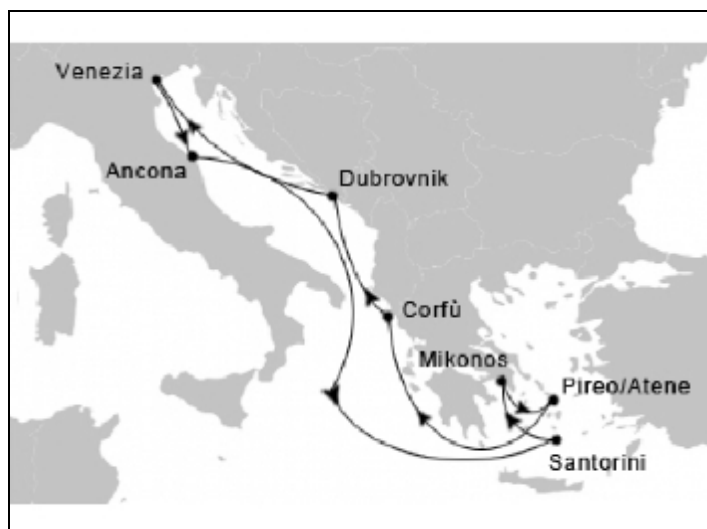 Venezia
Ancona
Dubrovnik
Corfù
Mikonos
Pireo/Atene
Santorini